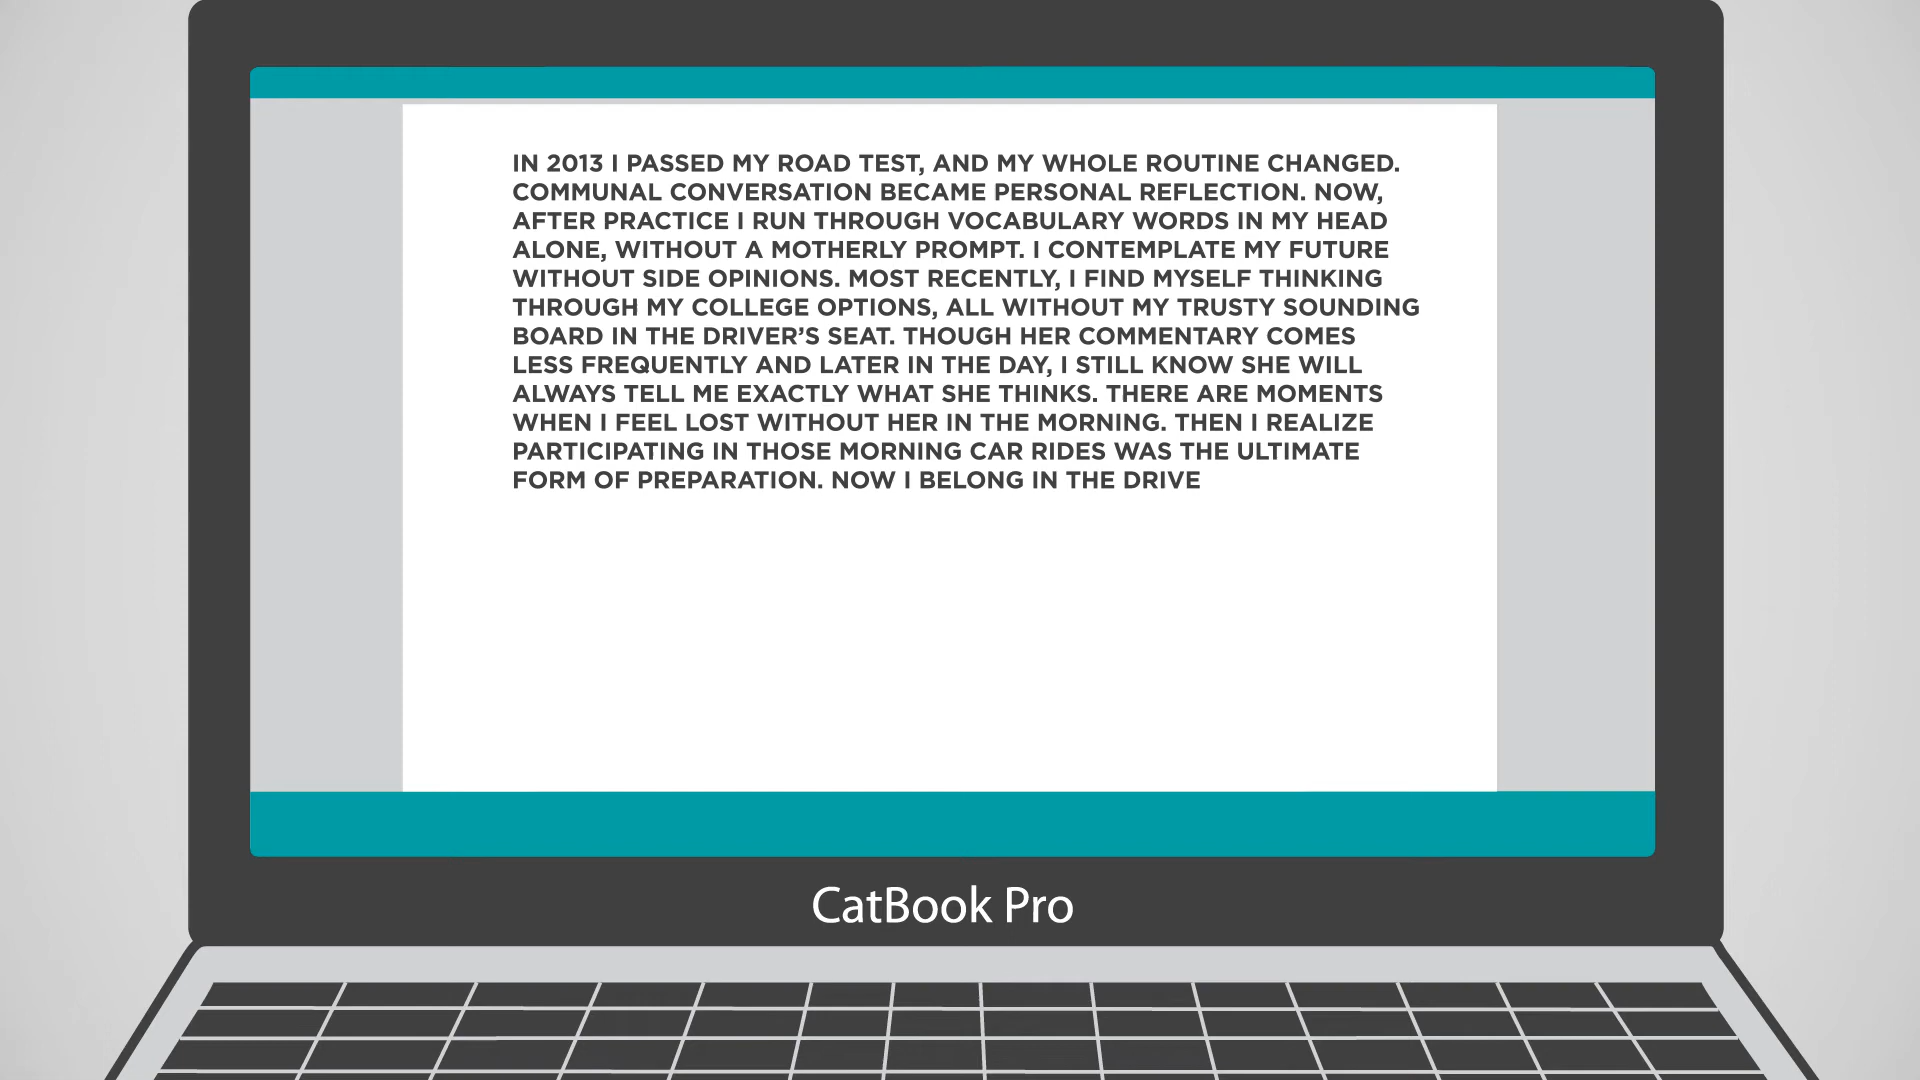 IN 2013 I PASSED MY ROAD TEST, AND MY WHOLE ROUTINE CHANGED.
COMMUNAL CONVERSATION BECAME PERSONAL REFLECTION. NOW,
AFTER PRACTICE I RUN THROUGH VOCABULARY WORDS IN MY HEAD
ALONE, WITHOUT A MOTHERLY PROMPT. I CONTEMPLATE MY FUTURE
WITHOUT SIDE OPINIONS. MOST RECENTLY, I FIND MYSELF THINKING
THROUGH MY COLLEGE OPTIONS, ALL WITHOUT MY TRUSTY SOUNDING
BOARD IN THE DRIVER’S SEAT. THOUGH HER COMMENTARY COMES
LESS FREQUENTLY AND LATER IN THE DAY, I STILL KNOW SHE WILL
ALWAYS TELL ME EXACTLY WHAT SHE THINKS. THERE ARE MOMENTS
WHEN I FEEL LOST WITHOUT HER IN THE MORNING. THEN I REALIZE
PARTICIPATING IN THOSE MORNING CAR RIDES WAS THE ULTIMATE
FORM OF PREPARATION. NOW I BELONG IN THE DRIVE
CatBook Pro